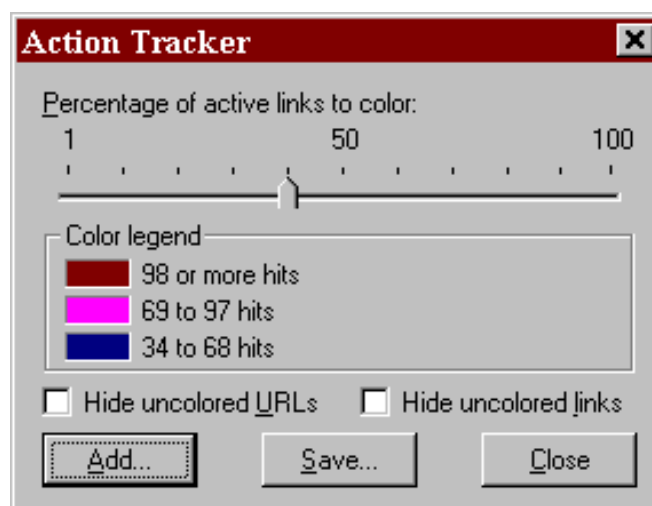 Action Tracker
Percentage of active links to color:
1 50 100
Color legend
98 or more hits
69 to 97 hits
34 to 68 hits
Hide uncolored URLs Hide uncolored links
Add... Save... Close